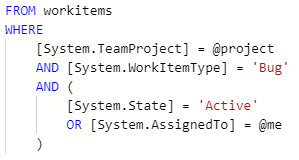 FROM workitems
WHERE
    [System.TeamProject] = @project
    AND [System.WorkItemType] = 'Bug'
    AND (
        [System.State] = 'Active'
        OR [System.AssignedTo] = @me
    )